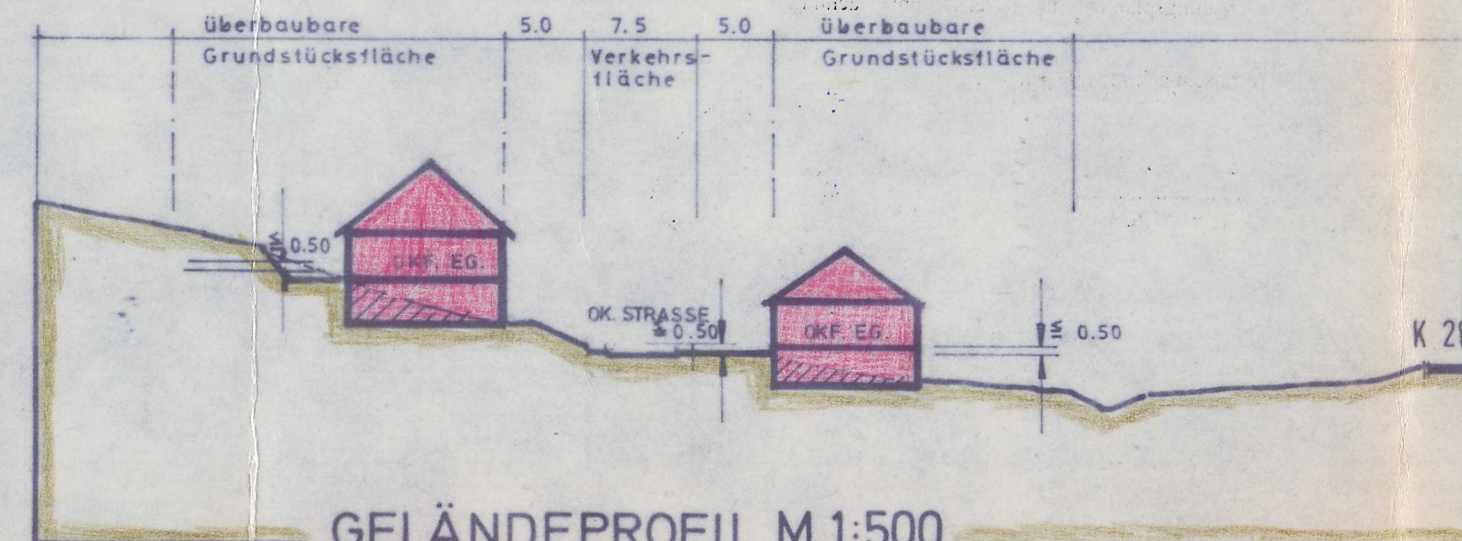 überbaubare 5.0 7.5 5.0 überbaubare
Grundstücksfläche Verkehrs- Grundstücksfläche
fläche
≤ 0.50
OKF. EG.
OK. STRASSE
≤ 0.50
OKF. EG.
≤ 0.50
K 28
GELÄNDEPROFIL M 1:500